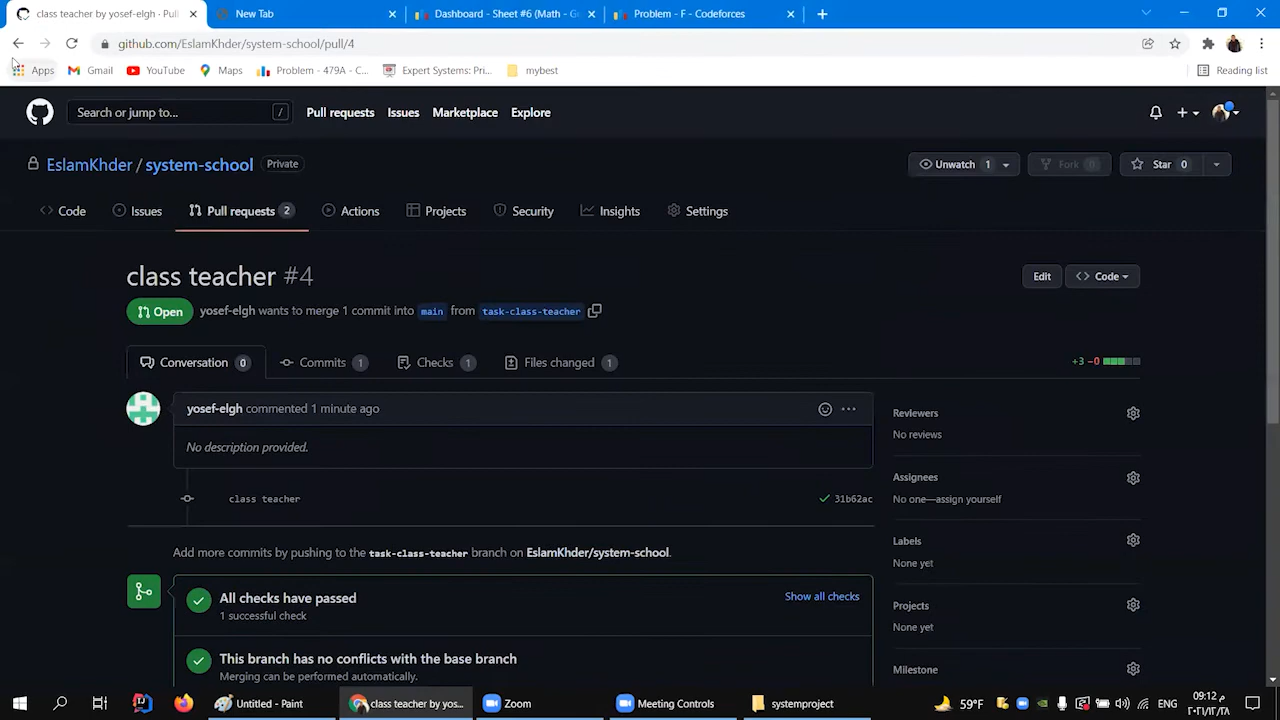 class teacher by yosef-elgh · Pull
New Tab
Dashboard - Sheet #6 (Math - G
Problem - F - Codeforces
github.com/EslamKhder/system-school/pull/4
Apps
Gmail
YouTube
Maps
Problem - 479A - C...
Expert Systems: Pri...
mybest
Reading list
Search or jump to...
/
Pull requests
Issues
Marketplace
Explore
EslamKhder / system-school
Private
Unwatch 1
Fork 0
Star 0
Code
Issues
Pull requests 2
Actions
Projects
Security
Insights
Settings
class teacher #4
Edit
<> Code
Open
yosef-elgh wants to merge 1 commit into main from task-class-teacher
Conversation 0
Commits 1
Checks 1
Files changed 1
+3 −0
yosef-elgh commented 1 minute ago
No description provided.
class teacher
31b62ac
Add more commits by pushing to the task-class-teacher branch on EslamKhder/system-school.
All checks have passed
1 successful check
Show all checks
This branch has no conflicts with the base branch
Merging can be performed automatically.
Reviewers
No reviews
Assignees
No one—assign yourself
Labels
None yet
Projects
None yet
Milestone
Untitled - Paint
class teacher by yos...
Zoom
Meeting Controls
systemproject
59°F
ENG